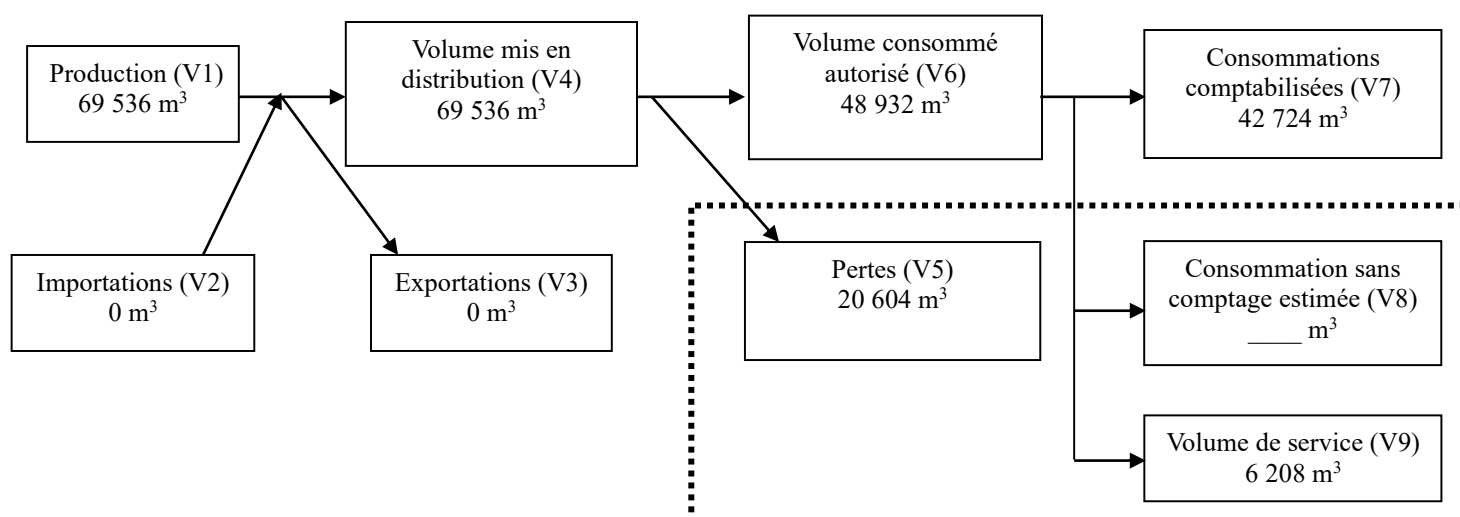 Production (V1)
69 536 m³
Volume mis en
distribution (V4)
69 536 m³
Volume consommé
autorisé (V6)
48 932 m³
Consommations
comptabilisées (V7)
42 724 m³
Importations (V2)
0 m³
Exportations (V3)
0 m³
Pertes (V5)
20 604 m³
Consommation sans
comptage estimée (V8)
____ m³
Volume de service (V9)
6 208 m³